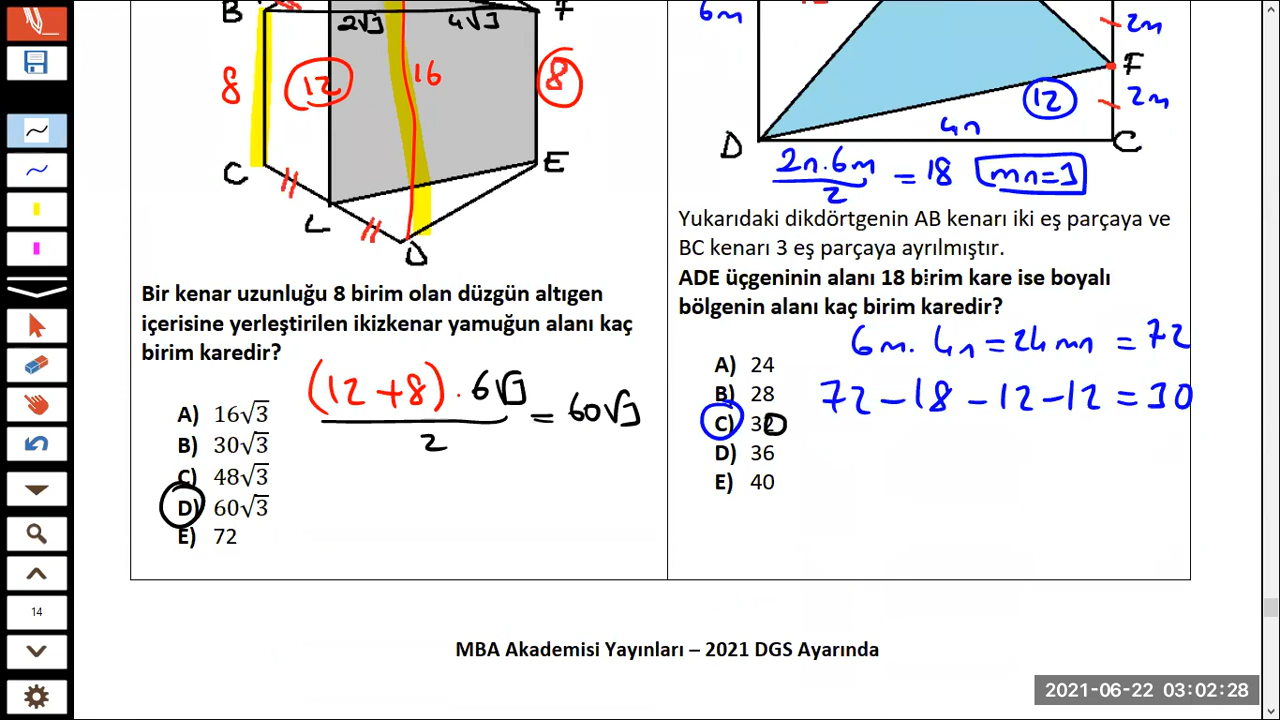 B
F
2√3
4√3
8
12
16
8
C
E
L
D
Bir kenar uzunluğu 8 birim olan düzgün altıgen
içerisine yerleştirilen ikizkenar yamuğun alanı kaç
birim karedir?
(12 + 8) . 6√3
2
= 60√3
A) 16√3
B) 30√3
C) 48√3
D) 60√3
E) 72
6m
2m
F
12
2m
4n
D
C
2n.6m
2
= 18
mn=3
Yukarıdaki dikdörtgenin AB kenarı iki eş parçaya ve
BC kenarı 3 eş parçaya ayrılmıştır.
ADE üçgeninin alanı 18 birim kare ise boyalı
bölgenin alanı kaç birim karedir?
6m. 4n = 24mn = 72
72 - 18 - 12 - 12 = 30
A) 24
B) 28
C) 30
D) 36
E) 40
MBA Akademisi Yayınları – 2021 DGS Ayarında
14
2021-06-22 03:02:28